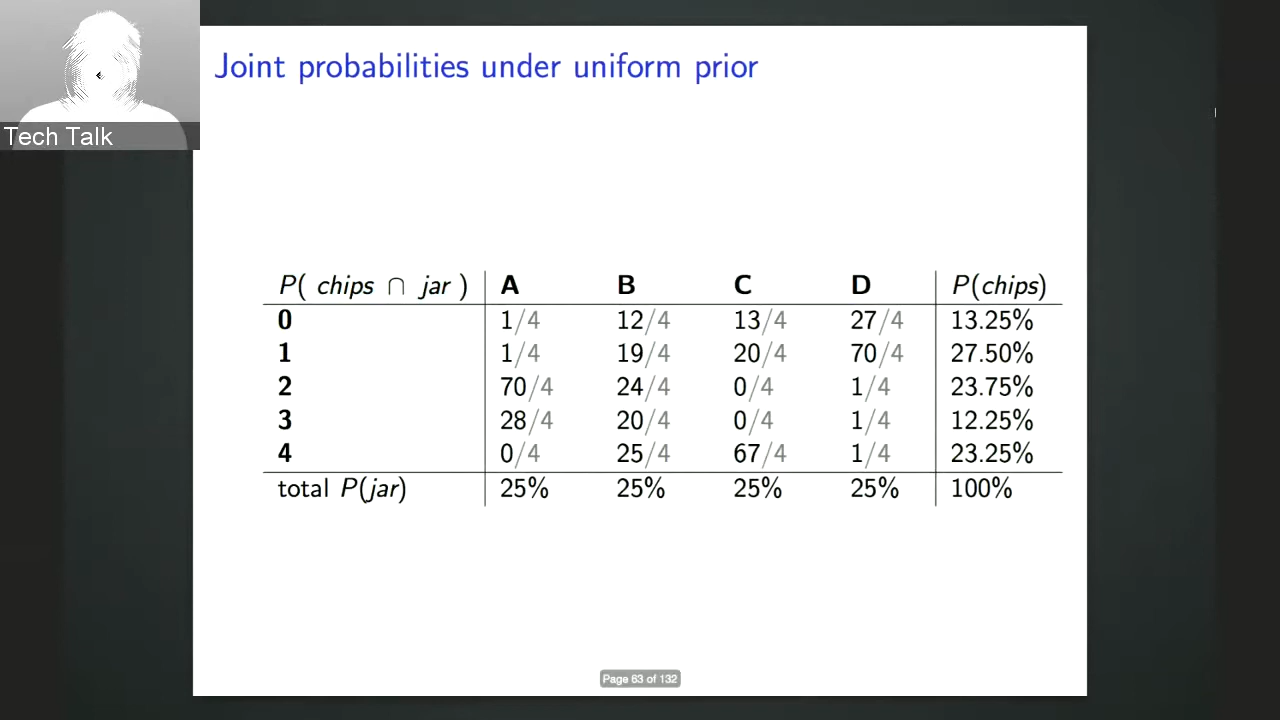 Joint probabilities under uniform prior
Tech Talk
P( chips ∩ jar ) A B C D P(chips)
0 1/4 12/4 13/4 27/4 13.25%
1 1/4 19/4 20/4 70/4 27.50%
2 70/4 24/4 0/4 1/4 23.75%
3 28/4 20/4 0/4 1/4 12.25%
4 0/4 25/4 67/4 1/4 23.25%
total P(jar) 25% 25% 25% 25% 100%
Page 63 of 132